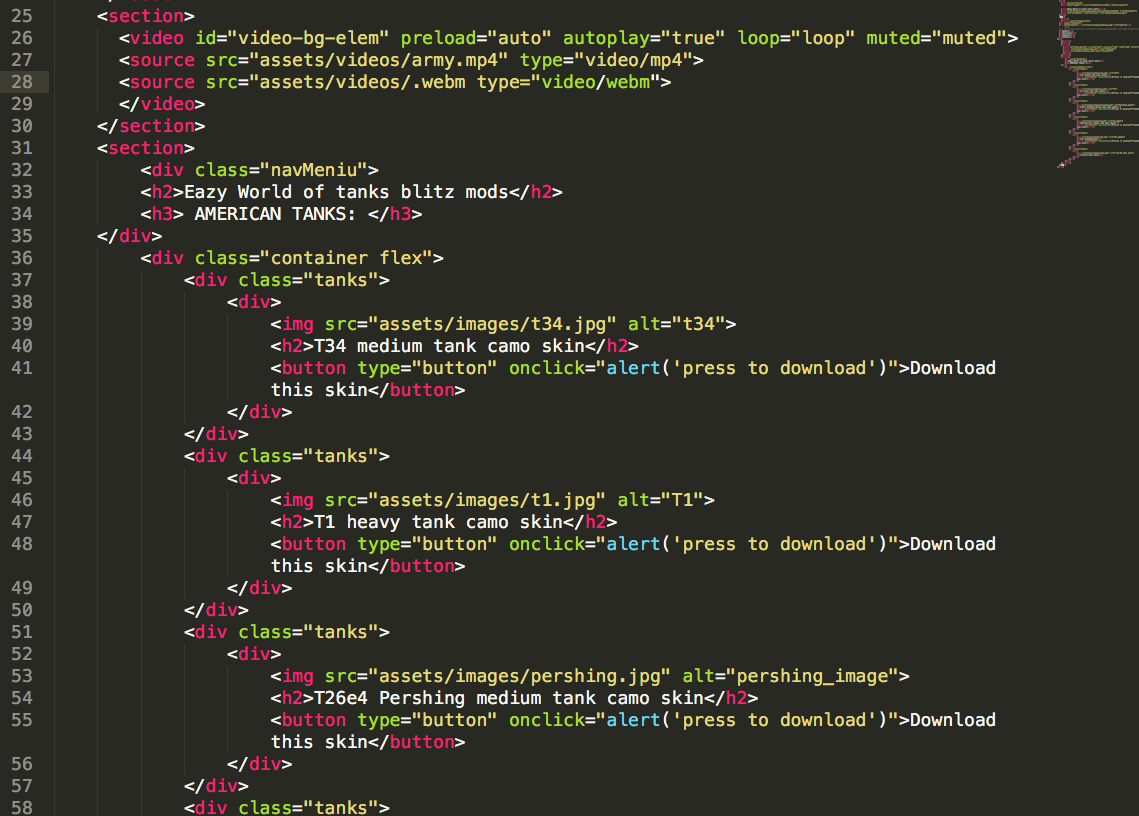 25 <section>
26 <video id="video-bg-elem" preload="auto" autoplay="true" loop="loop" muted="muted">
27 <source src="assets/videos/army.mp4" type="video/mp4">
28 <source src="assets/videos/.webm type="video/webm">
29 </video>
30 </section>
31 <section>
32 <div class="navMeniu">
33 <h2>Eazy World of tanks blitz mods</h2>
34 <h3> AMERICAN TANKS: </h3>
35 </div>
36 <div class="container flex">
37 <div class="tanks">
38 <div>
39 <img src="assets/images/t34.jpg" alt="t34">
40 <h2>T34 medium tank camo skin</h2>
41 <button type="button" onclick="alert('press to download')">Download
this skin</button>
42 </div>
43 </div>
44 <div class="tanks">
45 <div>
46 <img src="assets/images/t1.jpg" alt="T1">
47 <h2>T1 heavy tank camo skin</h2>
48 <button type="button" onclick="alert('press to download')">Download
this skin</button>
49 </div>
50 </div>
51 <div class="tanks">
52 <div>
53 <img src="assets/images/pershing.jpg" alt="pershing_image">
54 <h2>T26e4 Pershing medium tank camo skin</h2>
55 <button type="button" onclick="alert('press to download')">Download
this skin</button>
56 </div>
57 </div>
58 <div class="tanks">